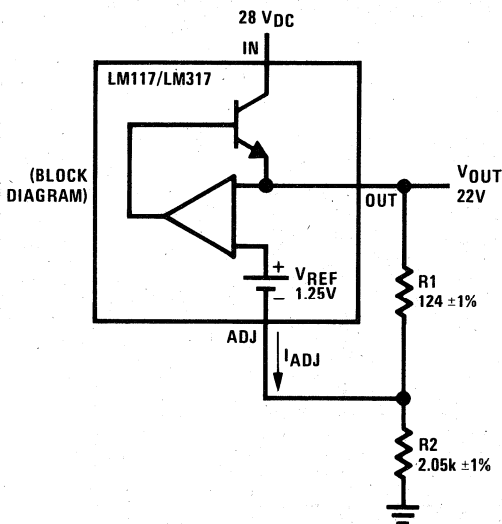 28 VDC
IN
LM117/LM317
(BLOCK
DIAGRAM)
VOUT
22V
OUT
+
VREF
1.25V
−
R1
124 ±1%
ADJ
IADJ
R2
2.05k ±1%